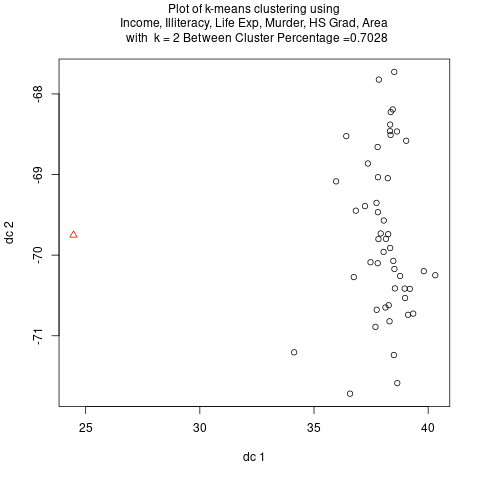 Plot of k-means clustering using
Income, Illiteracy, Life Exp, Murder, HS Grad, Area
with k = 2 Between Cluster Percentage =0.7028
dc 2
-68
-69
-70
-71
25
30
35
40
dc 1